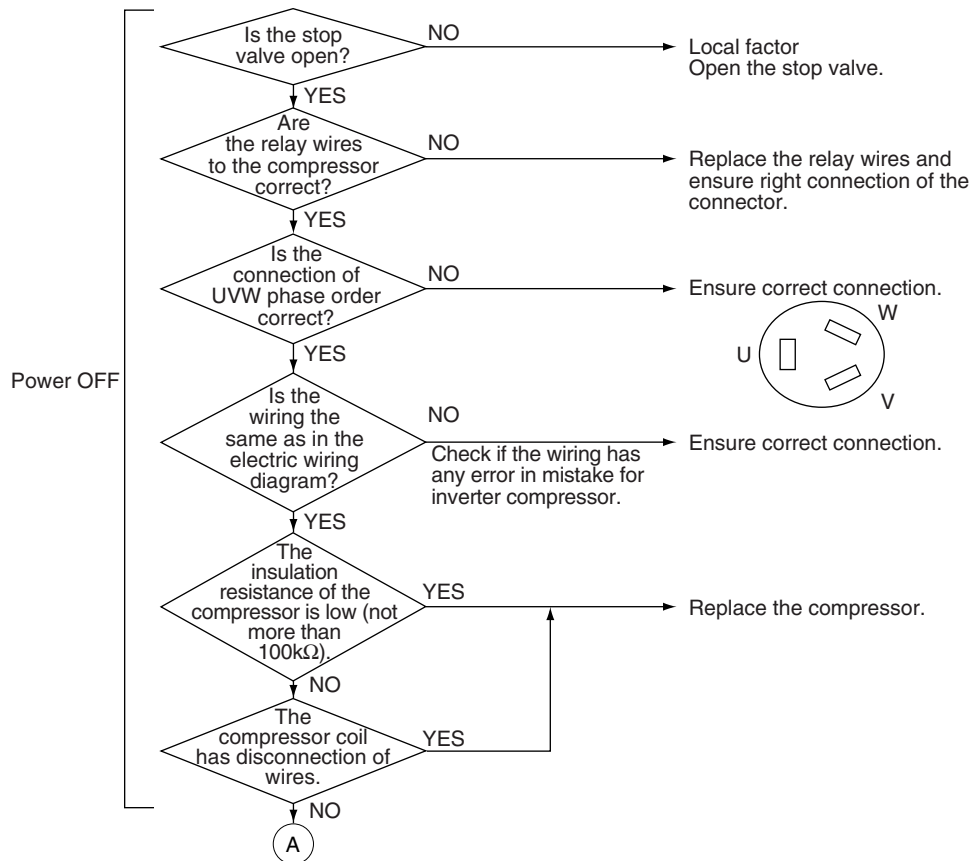 Is the stop
valve open?
NO
Local factor
Open the stop valve.
YES
Are
the relay wires
to the compressor
correct?
NO
Replace the relay wires and
ensure right connection of the
connector.
YES
Is the
connection of
UVW phase order
correct?
NO
Ensure correct connection.
W
U
V
YES
Power OFF
Is the
wiring the
same as in the
electric wiring
diagram?
NO
Check if the wiring has
any error in mistake for
inverter compressor.
Ensure correct connection.
YES
The
insulation
resistance of the
compressor is low (not
more than
100kΩ).
YES
Replace the compressor.
NO
The
compressor coil
has disconnection of
wires.
YES
NO
A